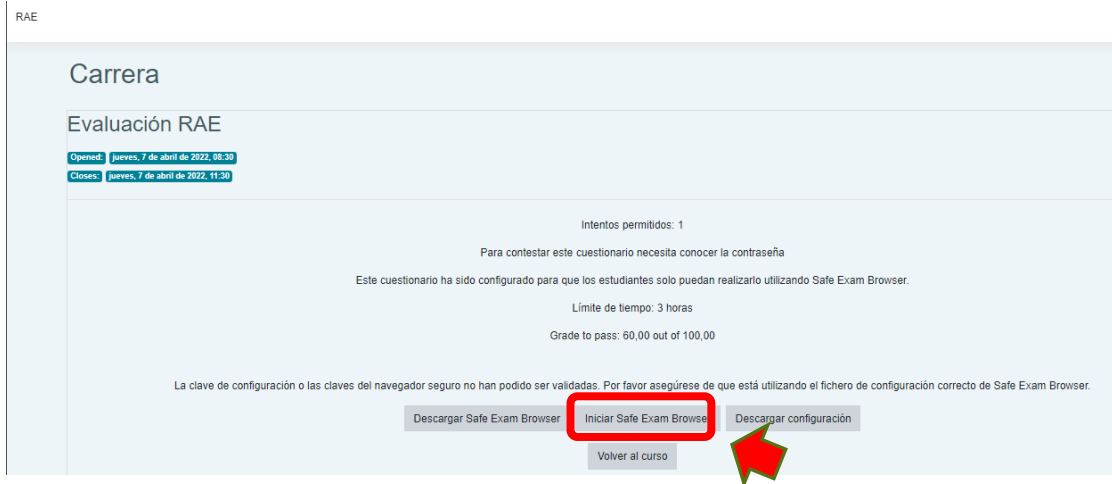 RAE
Carrera
Evaluación RAE
Opened: jueves, 7 de abril de 2022, 08:30
Closes: jueves, 7 de abril de 2022, 11:30
Intentos permitidos: 1
Para contestar este cuestionario necesita conocer la contraseña
Este cuestionario ha sido configurado para que los estudiantes solo puedan realizarlo utilizando Safe Exam Browser.
Límite de tiempo: 3 horas
Grade to pass: 60,00 out of 100,00
La clave de configuración o las claves del navegador seguro no han podido ser validadas. Por favor asegúrese de que está utilizando el fichero de configuración correcto de Safe Exam Browser.
Descargar Safe Exam Browser Iniciar Safe Exam Browse Descargar configuración
Volver al curso